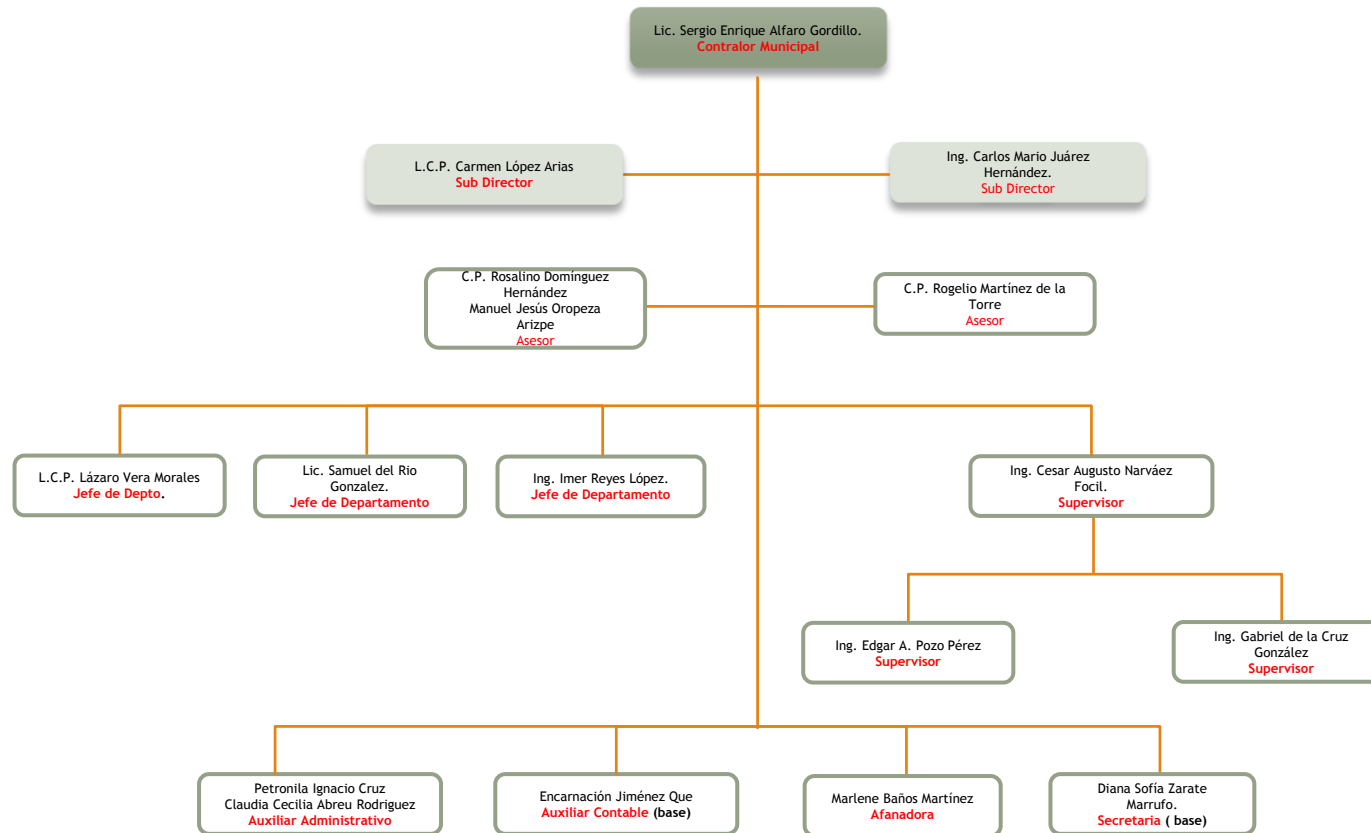 Lic. Sergio Enrique Alfaro Gordillo.
Contralor Municipal
L.C.P. Carmen López Arias
Sub Director
Ing. Carlos Mario Juárez
Hernández.
Sub Director
C.P. Rosalino Domínguez
Hernández
Manuel Jesús Oropeza
Arizpe
Asesor
C.P. Rogelio Martínez de la
Torre
Asesor
L.C.P. Lázaro Vera Morales
Jefe de Depto.
Lic. Samuel del Rio
Gonzalez.
Jefe de Departamento
Ing. Imer Reyes López.
Jefe de Departamento
Ing. Cesar Augusto Narváez
Focil.
Supervisor
Ing. Edgar A. Pozo Pérez
Supervisor
Ing. Gabriel de la Cruz
González
Supervisor
Petronila Ignacio Cruz
Claudia Cecilia Abreu Rodriguez
Auxiliar Administrativo
Encarnación Jiménez Que
Auxiliar Contable (base)
Marlene Baños Martínez
Afanadora
Diana Sofía Zarate
Marrufo.
Secretaria ( base)